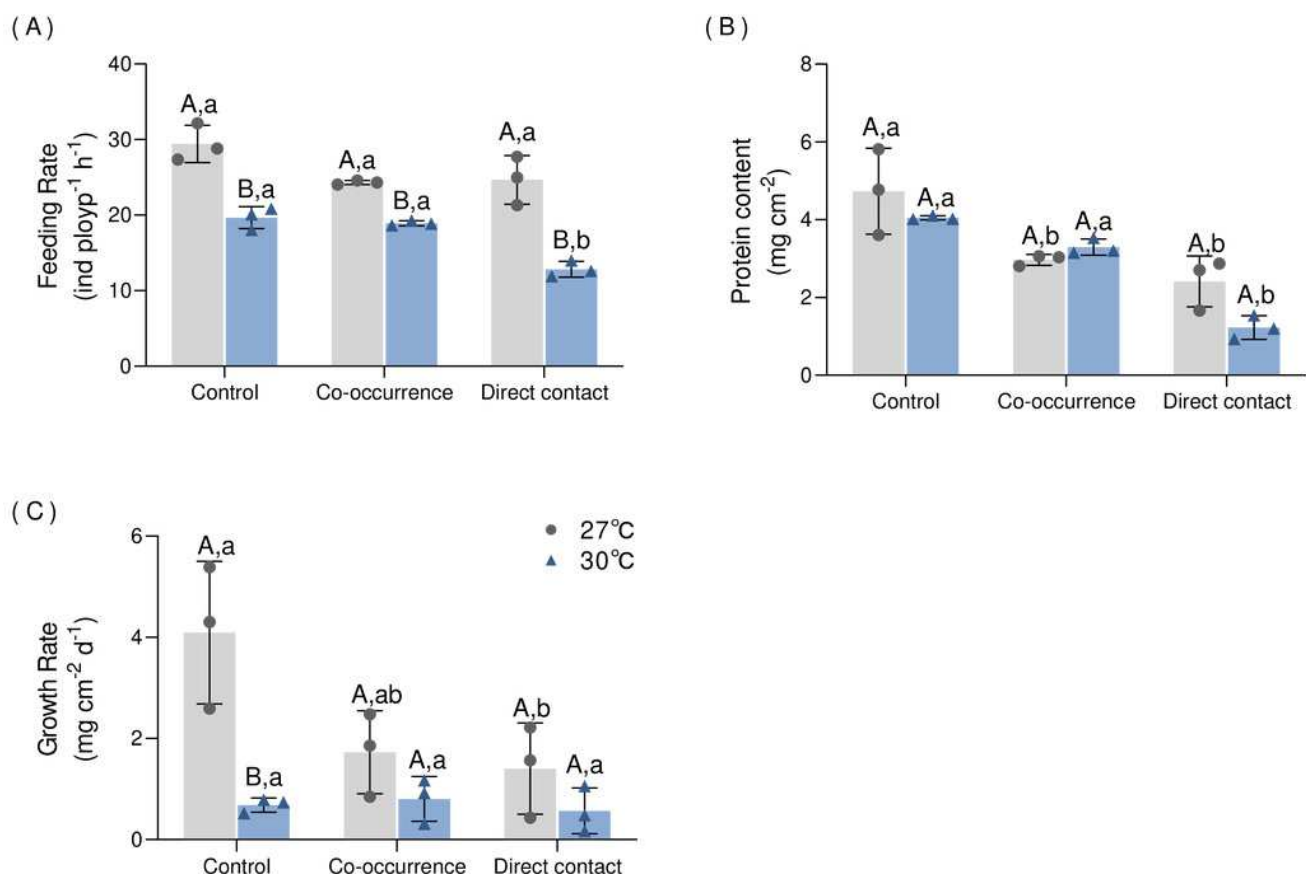 ( A )
40
30
20
10
0
Feeding Rate
(ind ployp⁻¹ h⁻¹)
A,a
B,a
A,a
B,a
A,a
B,b
Control
Co-occurrence
Direct contact
( B )
8
6
4
2
0
Protein content
(mg cm⁻²)
A,a
A,a
A,b
A,a
A,b
A,b
Control
Co-occurrence
Direct contact
( C )
6
4
2
0
Growth Rate
(mg cm⁻² d⁻¹)
A,a
B,a
A,ab
A,a
A,b
A,a
Control
Co-occurrence
Direct contact
27℃
30℃